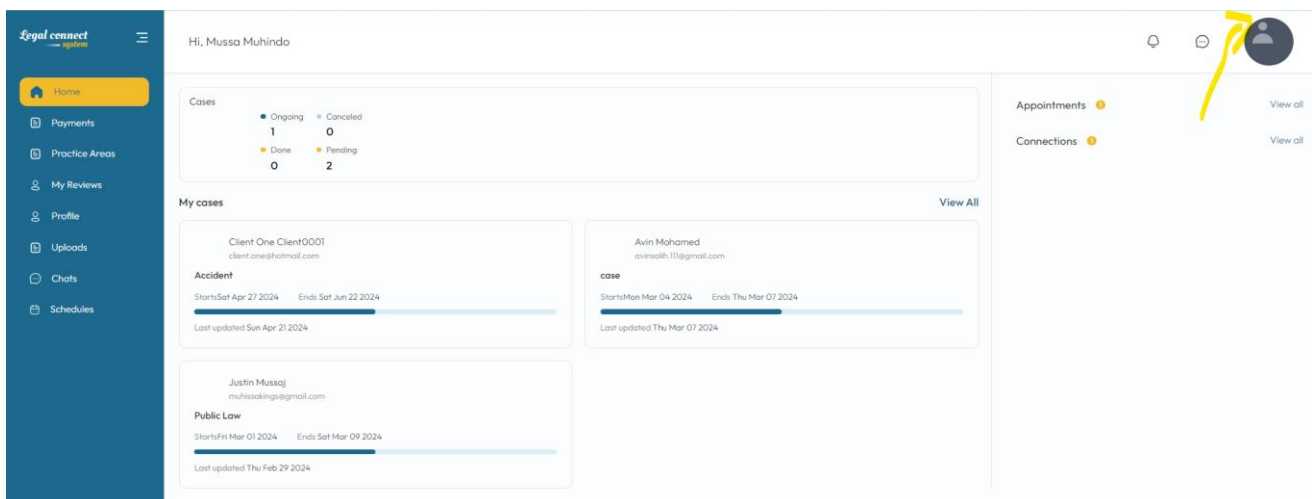 Legal connect
system
Hi, Mussa Muhindo
Home
Payments
Practice Areas
My Reviews
Profile
Uploads
Chats
Schedules
Cases
Ongoing Canceled
1 0
Done Pending
0 2
My cases View All
Client One Client0001
client.one@hotmail.com
Accident
StartsSat Apr 27 2024 Ends Sat Jun 22 2024
Last updated Sun Apr 21 2024
Avin Mohamed
avinsalih.111@gmail.com
case
StartsMon Mar 04 2024 Ends Thu Mar 07 2024
Last updated Thu Mar 07 2024
Justin Mussaj
muhissakings@gmail.com
Public Law
StartsFri Mar 01 2024 Ends Sat Mar 09 2024
Last updated Thu Feb 29 2024
Appointments View all
Connections View all